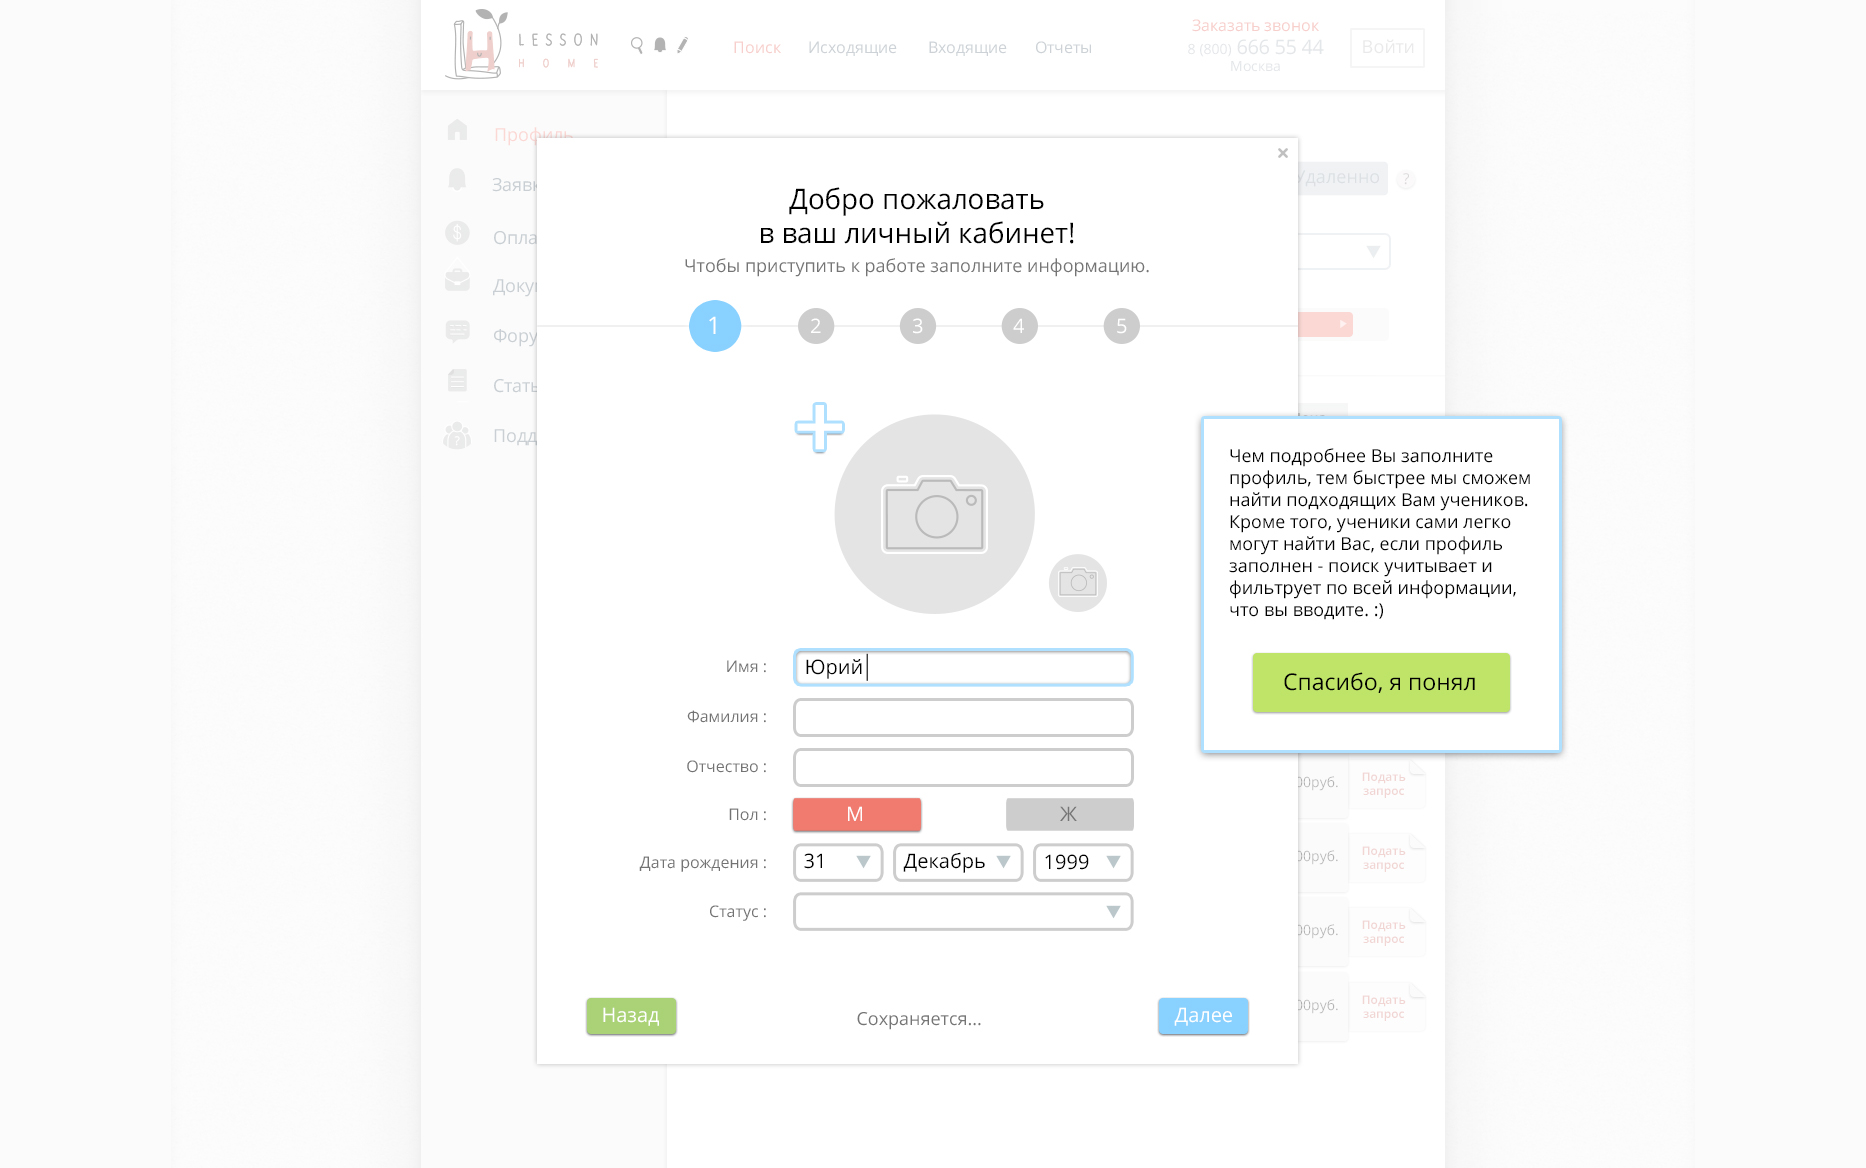 LESSON
HOME
Поиск
Исходящие
Входящие
Отчеты
Заказать звонок
8 (800) 666 55 44
Москва
Войти
Профиль
Заявк
Опла
Доку
Фору
Стать
Подд
Удаленно
?
×
Добро пожаловать
в ваш личный кабинет!
Чтобы приступить к работе заполните информацию.
1 2 3 4 5
Чем подробнее Вы заполните
профиль, тем быстрее мы сможем
найти подходящих Вам учеников.
Кроме того, ученики сами легко
могут найти Вас, если профиль
заполнен - поиск учитывает и
фильтрует по всей информации,
что вы вводите. :)
Спасибо, я понял
Имя : Юрий
Фамилия :
Отчество :
Пол : М Ж
Дата рождения : 31 Декабрь 1999
Статус :
00руб. Подать
запрос
00руб. Подать
запрос
00руб. Подать
запрос
00руб. Подать
запрос
Назад
Сохраняется...
Далее